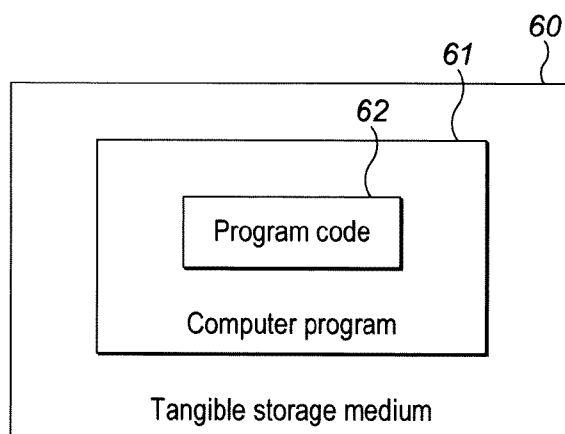 60
61
62
Program code
Computer program
Tangible storage medium